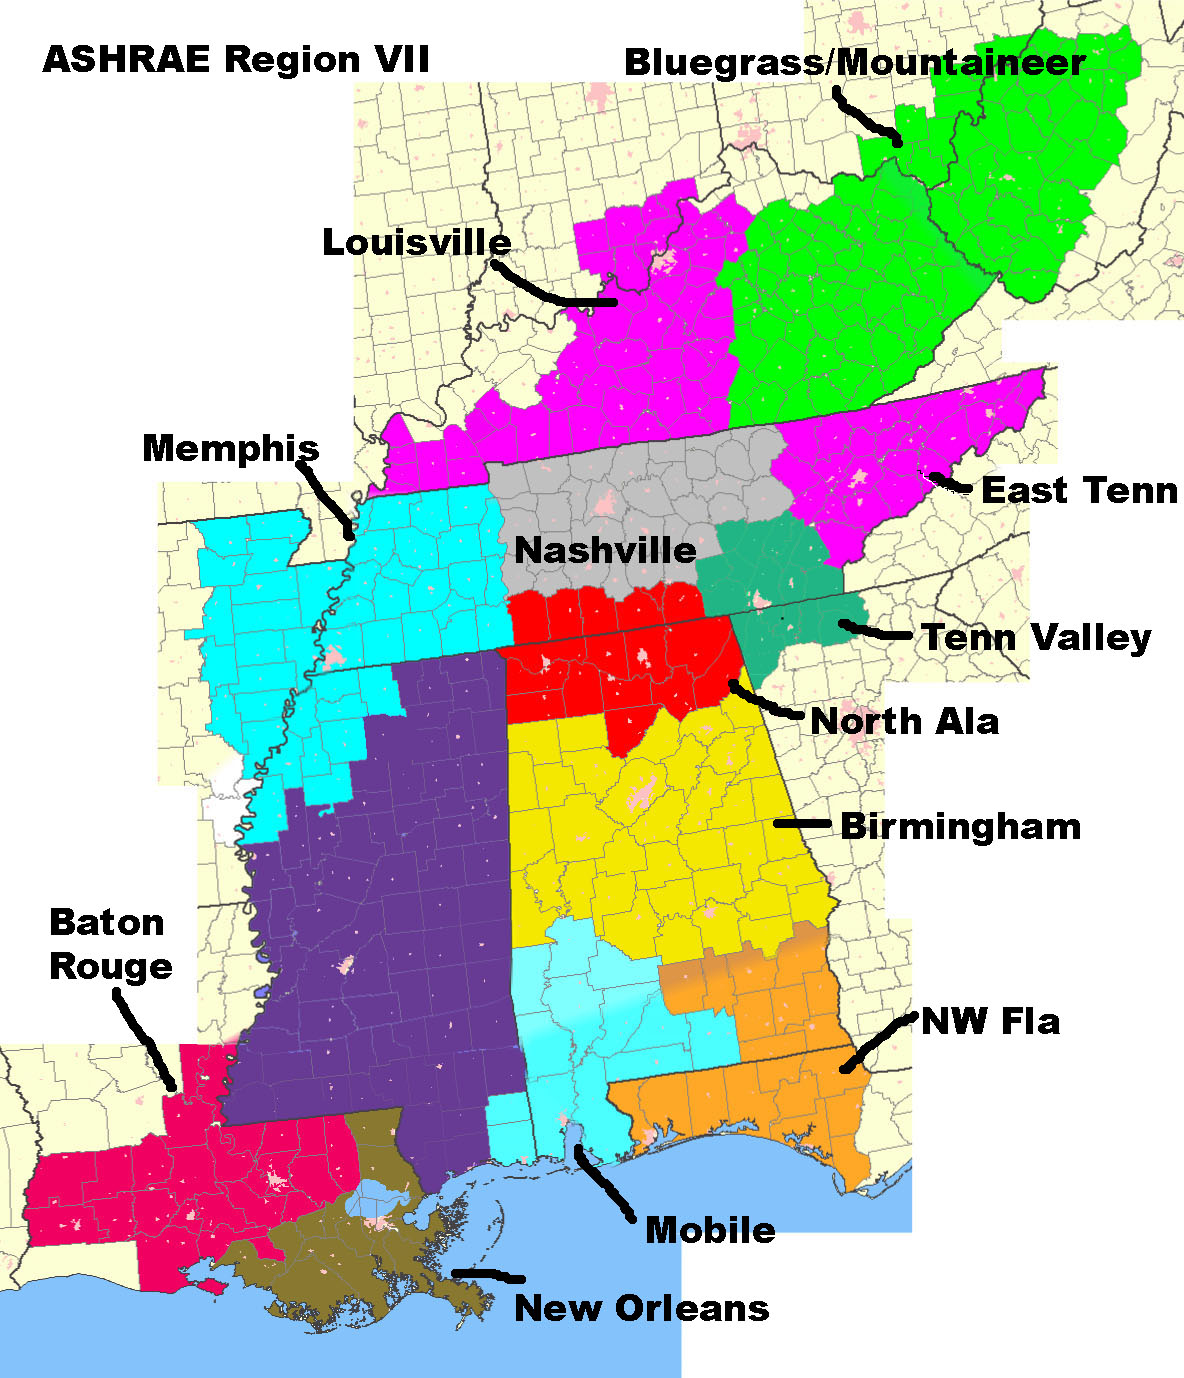 ASHRAE Region VII
Bluegrass/Mountaineer
Louisville
Memphis
East Tenn
Nashville
Tenn Valley
North Ala
Birmingham
Baton
Rouge
NW Fla
Mobile
New Orleans